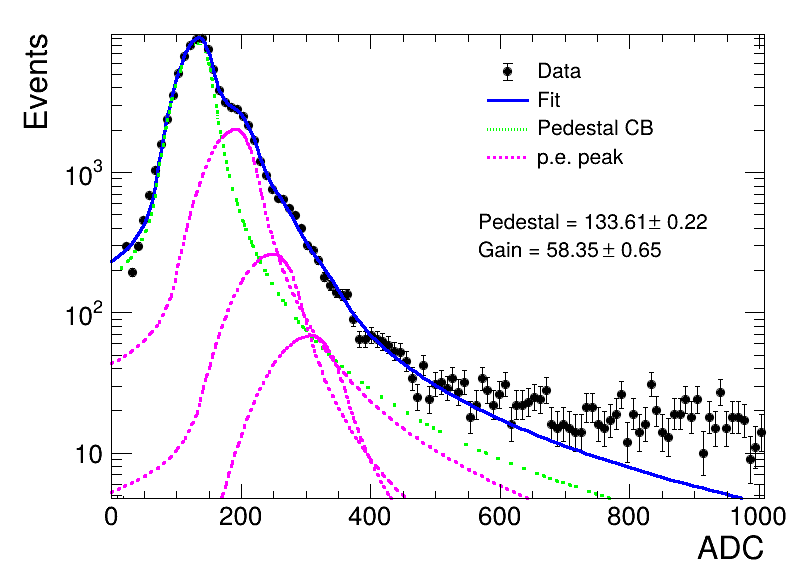 Events
Data
Fit
Pedestal CB
p.e. peak
10³
Pedestal = 133.61± 0.22
Gain = 58.35 ± 0.65
10²
10
0 200 400 600 800 1000
ADC